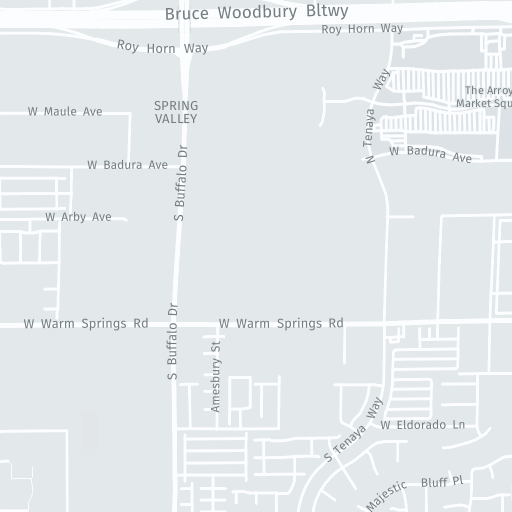 Bruce Woodbury Bltwy
Roy Horn Way
Roy Horn Way
The Arroy
Market Squ
SPRING
VALLEY
W Maule Ave
N Tenaya Way
W Badura Ave
W Badura Ave
S Buffalo Dr
W Arby Ave
W Warm Springs Rd
W Warm Springs Rd
S Buffalo Dr
Amesbury St
S Tenaya Way
W Eldorado Ln
Majestic Bluff Pl